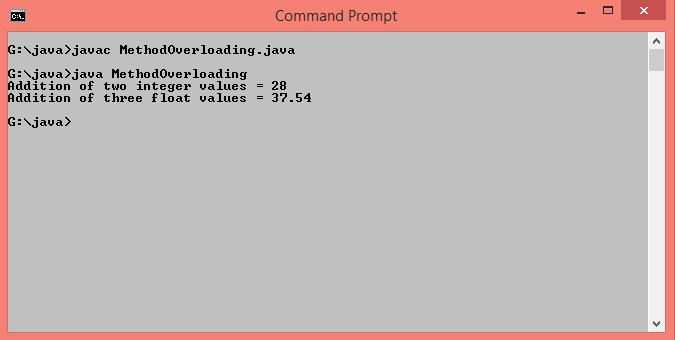 Command Prompt
G:\java>javac MethodOverloading.java
G:\java>java MethodOverloading
Addition of two integer values = 28
Addition of three float values = 37.54
G:\java>